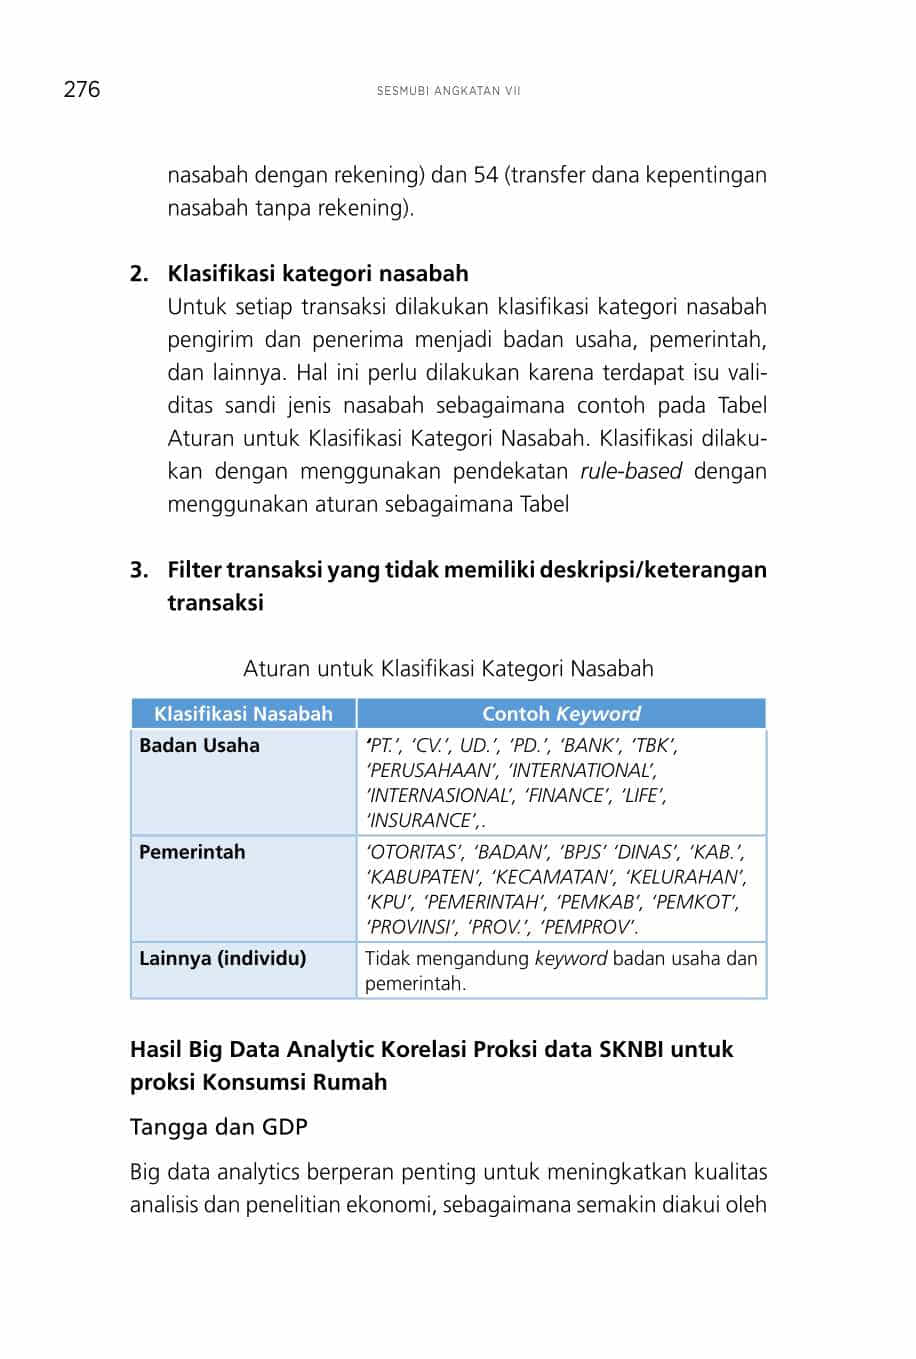 276
SESMUBI ANGKATAN VII
nasabah dengan rekening) dan 54 (transfer dana kepentingan
nasabah tanpa rekening).
2. Klasifikasi kategori nasabah
Untuk setiap transaksi dilakukan klasifikasi kategori nasabah
pengirim dan penerima menjadi badan usaha, pemerintah,
dan lainnya. Hal ini perlu dilakukan karena terdapat isu vali-
ditas sandi jenis nasabah sebagaimana contoh pada Tabel
Aturan untuk Klasifikasi Kategori Nasabah. Klasifikasi dilaku-
kan dengan menggunakan pendekatan rule-based dengan
menggunakan aturan sebagaimana Tabel
3. Filter transaksi yang tidak memiliki deskripsi/keterangan
transaksi
Aturan untuk Klasifikasi Kategori Nasabah
Klasifikasi Nasabah Contoh Keyword
Badan Usaha ‘PT.’, ‘CV.’, UD.’, ‘PD.’, ‘BANK’, ‘TBK’,
‘PERUSAHAAN’, ‘INTERNATIONAL’,
‘INTERNASIONAL’, ‘FINANCE’, ‘LIFE’,
‘INSURANCE’,.
Pemerintah ‘OTORITAS’, ‘BADAN’, ‘BPJS’ ‘DINAS’, ‘KAB.’,
‘KABUPATEN’, ‘KECAMATAN’, ‘KELURAHAN’,
‘KPU’, ‘PEMERINTAH’, ‘PEMKAB’, ‘PEMKOT’,
‘PROVINSI’, ‘PROV.’, ‘PEMPROV’.
Lainnya (individu) Tidak mengandung keyword badan usaha dan
pemerintah.
Hasil Big Data Analytic Korelasi Proksi data SKNBI untuk
proksi Konsumsi Rumah
Tangga dan GDP
Big data analytics berperan penting untuk meningkatkan kualitas
analisis dan penelitian ekonomi, sebagaimana semakin diakui oleh